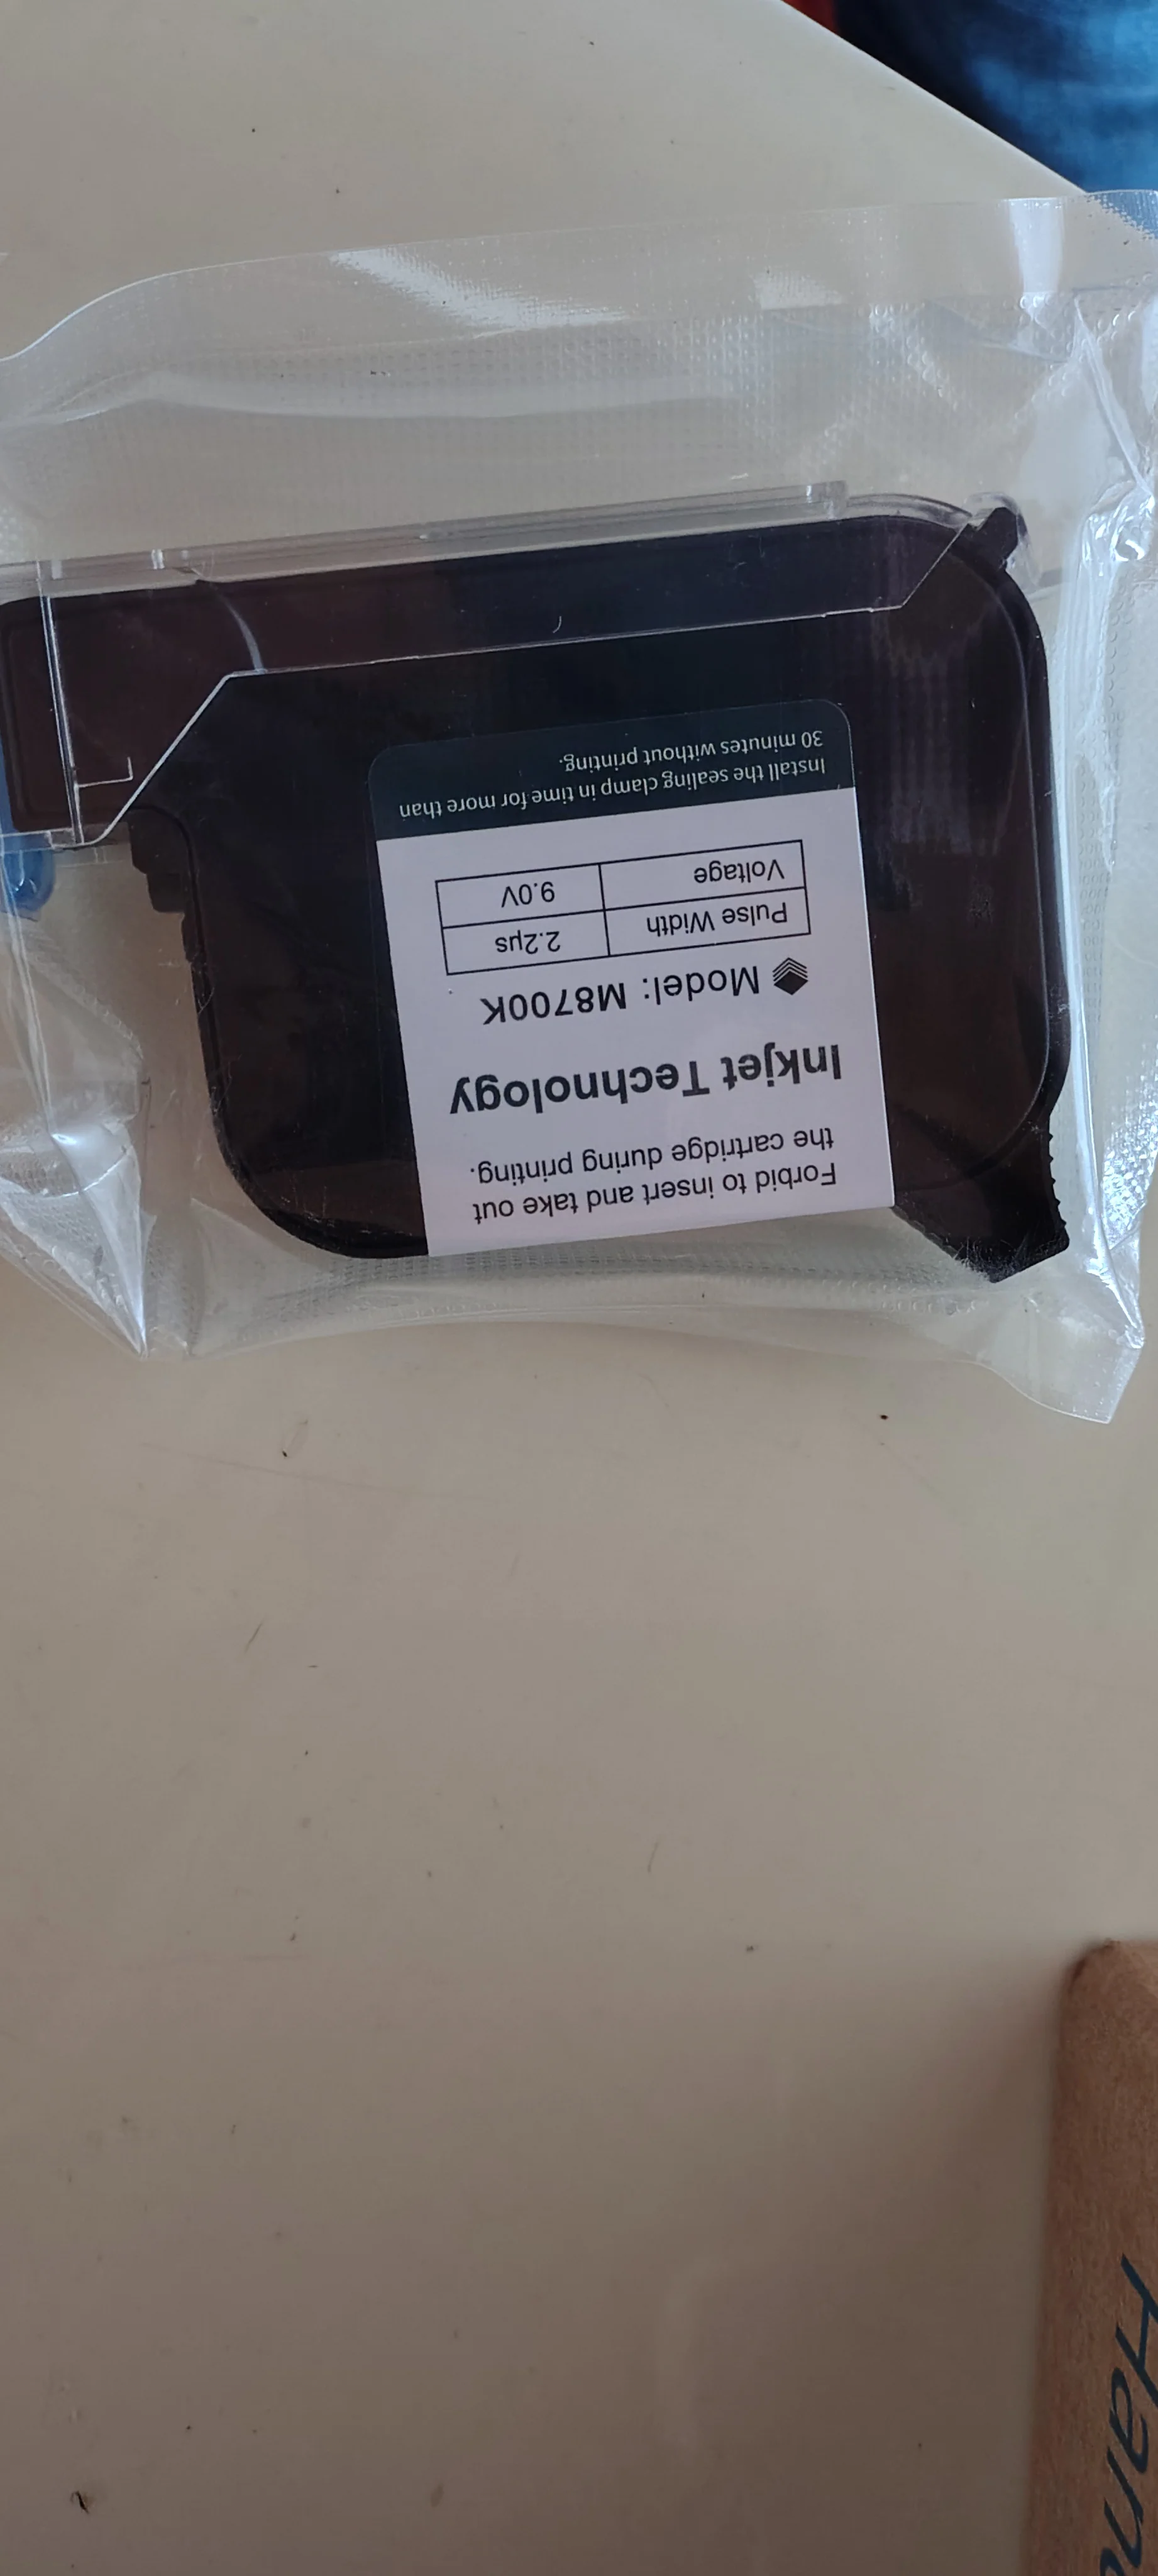 Forbid to insert and take out
the cartridge during printing.
Inkjet Technology
Model: M8700K
Pulse Width 2.2µs
Voltage 9.0V
Install the sealing clamp in time for more than
30 minutes without printing.